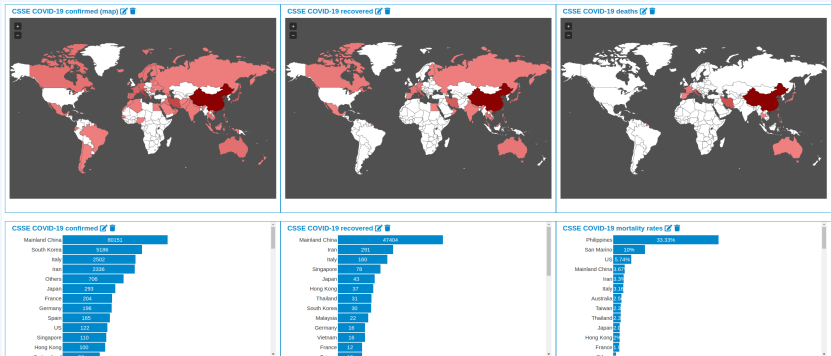 CSSE COVID-19 confirmed (map)
CSSE COVID-19 recovered
CSSE COVID-19 deaths
CSSE COVID-19 confirmed
Mainland China 80151
South Korea 5186
Italy 2502
Iran 2336
Others 706
Japan 293
France 204
Germany 196
Spain 165
US 122
Singapore 110
Hong Kong 100
CSSE COVID-19 recovered
Mainland China 47404
Iran 291
Italy 160
Singapore 78
Japan 43
Hong Kong 37
Thailand 31
South Korea 30
Malaysia 22
Germany 16
Vietnam 16
France 12
CSSE COVID-19 mortality rates
Philippines 33.33%
San Marino 10%
US 5.74%
Mainland China
Iran
Italy
Australia
Taiwan
Thailand
Japan
Hong Kong
France